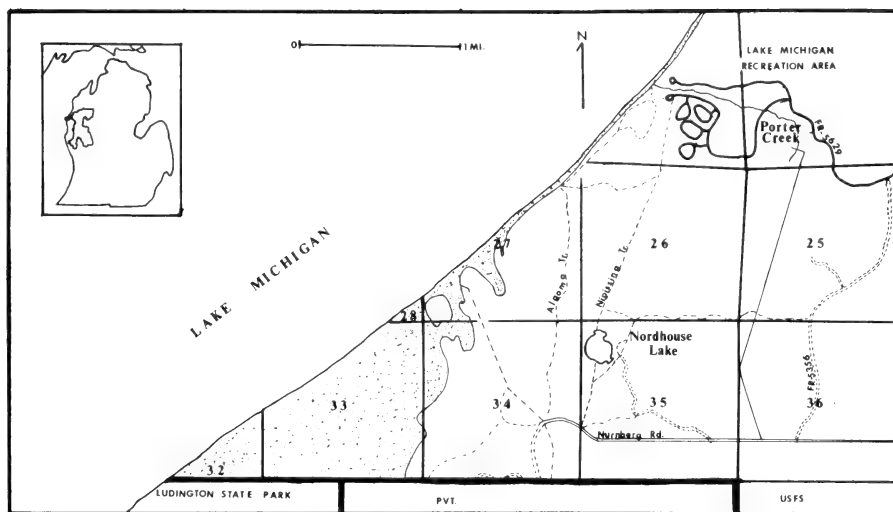 0 1 MI.
N
LAKE MICHIGAN
RECREATION AREA
Porter
Creek
FR-5629
27
26
25
Algoma Tr.
Nipissing Tr.
LAKE MICHIGAN
28
Nordhouse
Lake
33
34
35
FR-5356
36
Nurnberg Rd.
32
LUDINGTON STATE PARK
PVT.
USFS